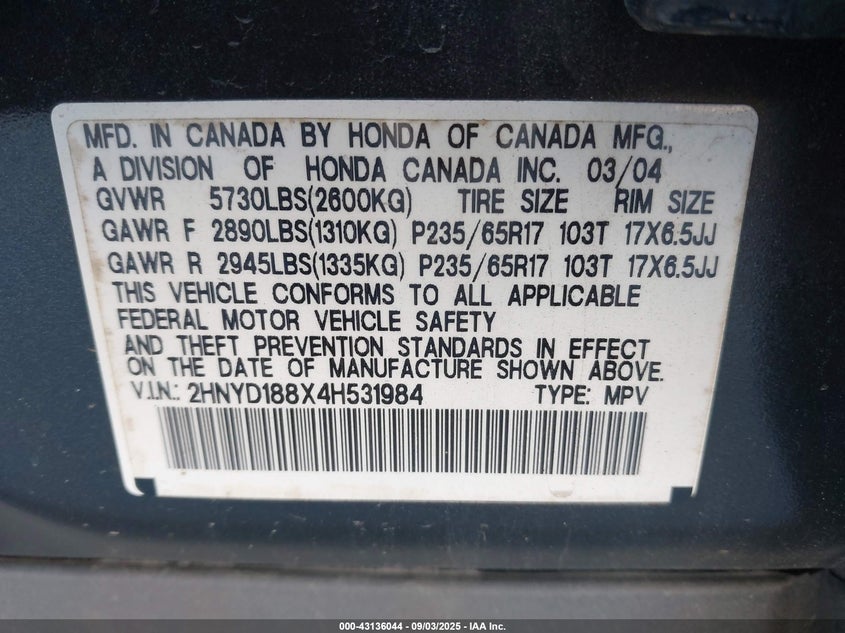 MFD. IN CANADA BY HONDA OF CANADA MFG.,
A DIVISION OF HONDA CANADA INC. 03/04
GVWR 5730LBS(2600KG) TIRE SIZE RIM SIZE
GAWR F 2890LBS(1310KG) P235/65R17 103T 17X6.5JJ
GAWR R 2945LBS(1335KG) P235/65R17 103T 17X6.5JJ
THIS VEHICLE CONFORMS TO ALL APPLICABLE
FEDERAL MOTOR VEHICLE SAFETY
AND THEFT PREVENTION STANDARDS IN EFFECT
ON THE DATE OF MANUFACTURE SHOWN ABOVE.
V.I.N.: 2HNYD188X4H531984 TYPE: MPV
000-43136044 - 09/03/2025 - IAA Inc.